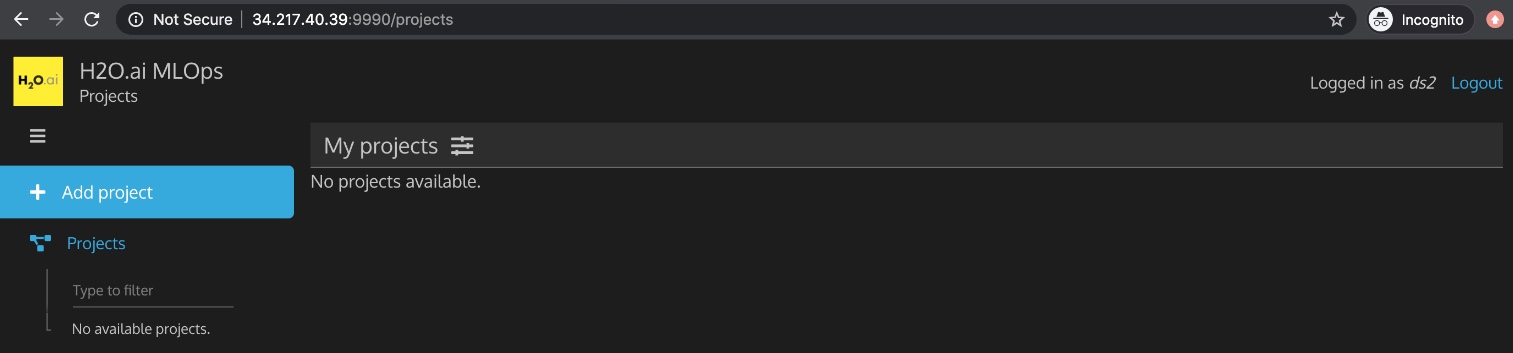 Not Secure | 34.217.40.39:9990/projects
Incognito
H2O.ai
H2O.ai MLOps
Projects
Logged in as ds2 Logout
My projects
No projects available.
+ Add project
Projects
Type to filter
No available projects.